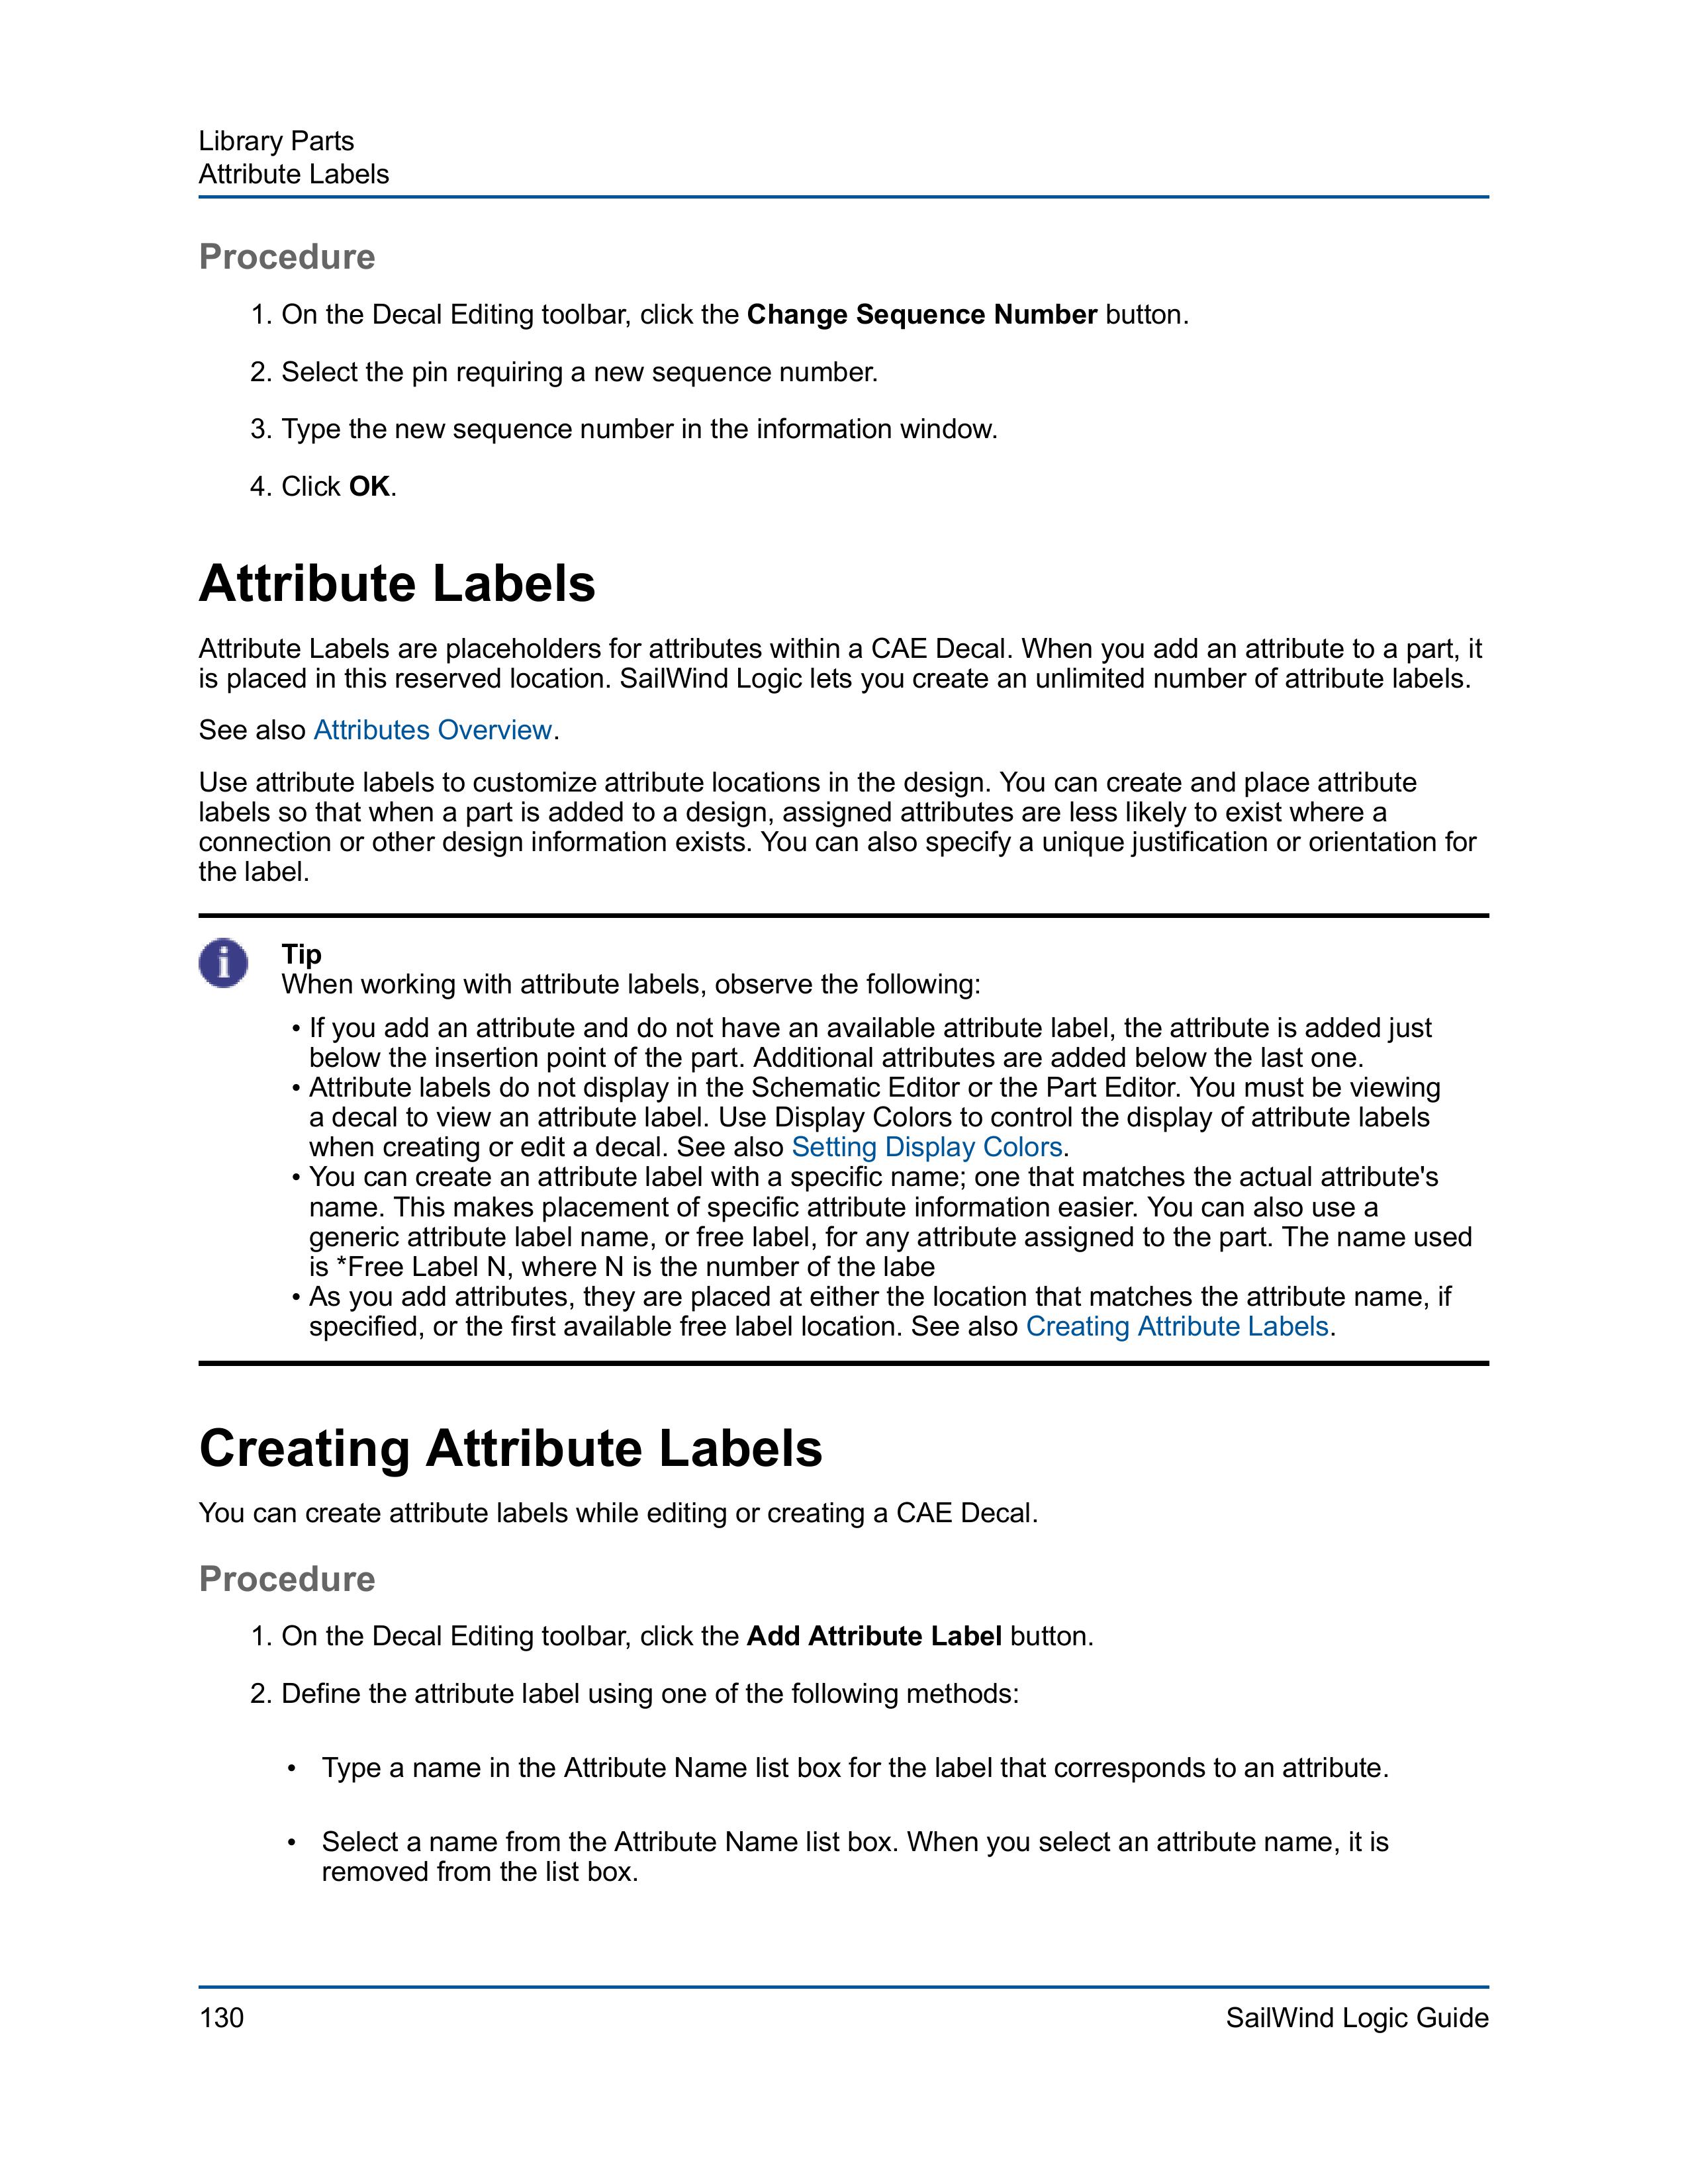 Library Parts
Attribute Labels
Procedure
1. On the Decal Editing toolbar, click the Change Sequence Number button.
2. Select the pin requiring a new sequence number.
3. Type the new sequence number in the information window.
4. Click OK.
Attribute Labels
Attribute Labels are placeholders for attributes within a CAE Decal. When you add an attribute to a part, it
is placed in this reserved location. SailWind Logic lets you create an unlimited number of attribute labels.
See also Attributes Overview.
Use attribute labels to customize attribute locations in the design. You can create and place attribute
labels so that when a part is added to a design, assigned attributes are less likely to exist where a
connection or other design information exists. You can also specify a unique justification or orientation for
the label.
i
Tip
When working with attribute labels, observe the following:
• If you add an attribute and do not have an available attribute label, the attribute is added just
below the insertion point of the part. Additional attributes are added below the last one.
• Attribute labels do not display in the Schematic Editor or the Part Editor. You must be viewing
a decal to view an attribute label. Use Display Colors to control the display of attribute labels
when creating or edit a decal. See also Setting Display Colors.
• You can create an attribute label with a specific name; one that matches the actual attribute's
name. This makes placement of specific attribute information easier. You can also use a
generic attribute label name, or free label, for any attribute assigned to the part. The name used
is *Free Label N, where N is the number of the labe
• As you add attributes, they are placed at either the location that matches the attribute name, if
specified, or the first available free label location. See also Creating Attribute Labels.
Creating Attribute Labels
You can create attribute labels while editing or creating a CAE Decal.
Procedure
1. On the Decal Editing toolbar, click the Add Attribute Label button.
2. Define the attribute label using one of the following methods:
• Type a name in the Attribute Name list box for the label that corresponds to an attribute.
• Select a name from the Attribute Name list box. When you select an attribute name, it is
removed from the list box.
130
SailWind Logic Guide